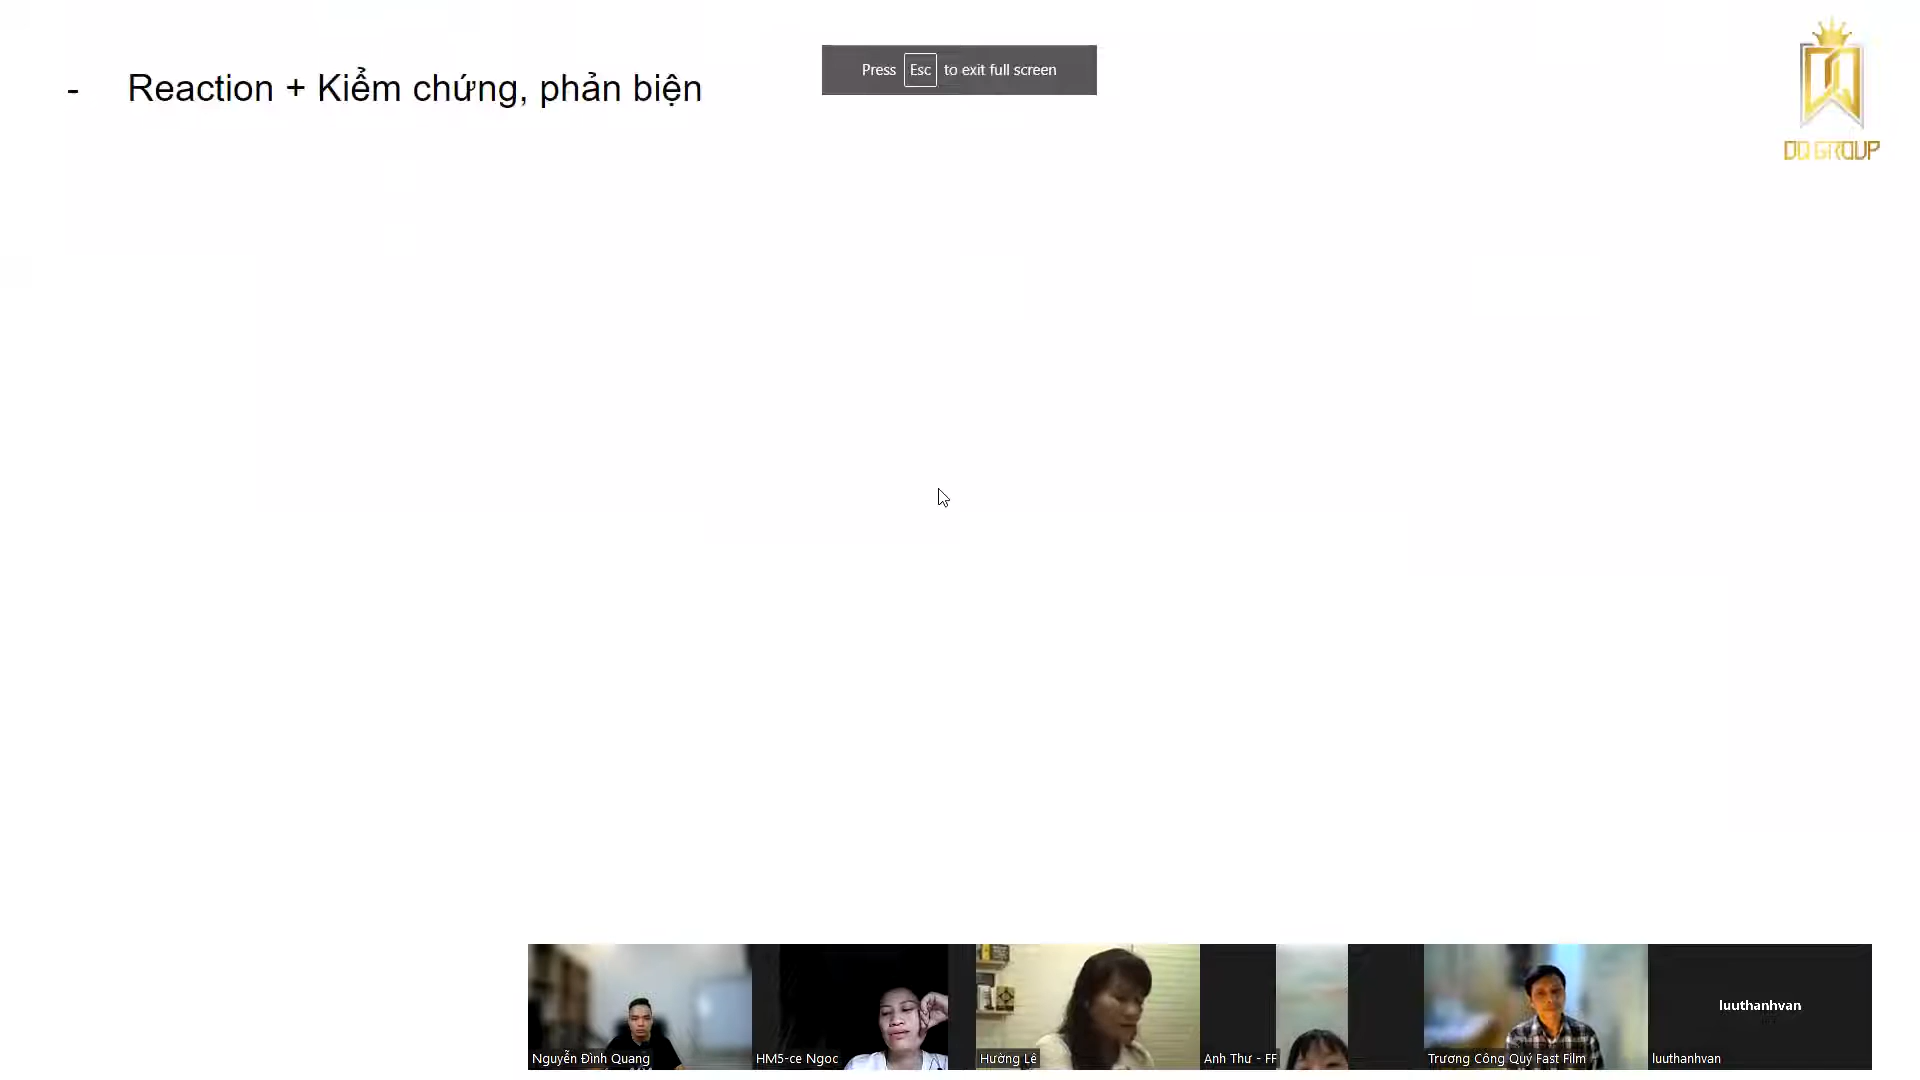 - Reaction + Kiểm chứng, phản biện
Press Esc to exit full screen
DQ GROUP
Nguyễn Đình Quang
HM5-ce Ngoc
Hường Lê
Anh Thư - FF
Trương Công Quý Fast Film
luuthanhvan
luuthanhvan